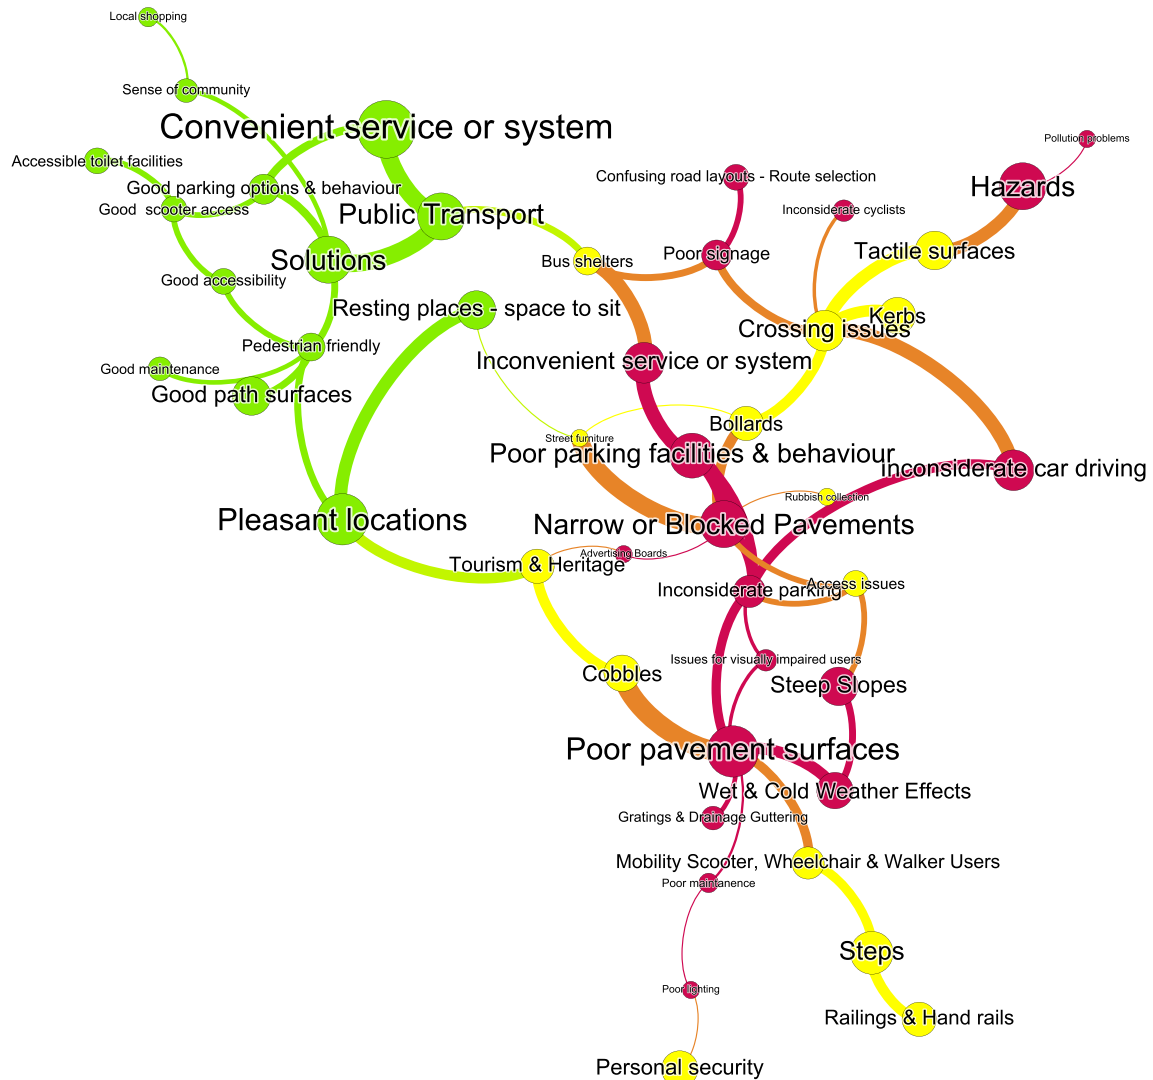 Local shopping
Sense of community
Convenient service or system
Pollution problems
Accessible toilet facilities
Confusing road layouts - Route selection
Hazards
Good parking options & behaviour
Good  scooter access
Public Transport
Inconsiderate cyclists
Solutions
Bus shelters
Poor signage
Tactile surfaces
Good accessibility
Resting places - space to sit
Kerbs
Crossing issues
Pedestrian friendly
Inconvenient service or system
Good maintenance
Good path surfaces
Bollards
Street furniture
Poor parking facilities & behaviour
inconsiderate car driving
Rubbish collection
Pleasant locations
Narrow or Blocked Pavements
Advertising Boards
Tourism & Heritage
Inconsiderate parking
Access issues
Issues for visually impaired users
Cobbles
Steep Slopes
Poor pavement surfaces
Wet & Cold Weather Effects
Gratings & Drainage Guttering
Mobility Scooter, Wheelchair & Walker Users
Poor maintanence
Steps
Poor lighting
Railings & Hand rails
Personal security